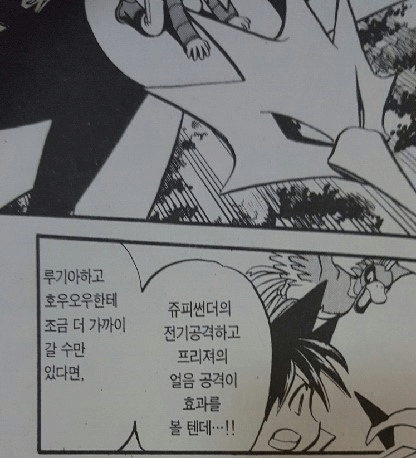 루기아하고
호우오우한테
조금 더 가까이
갈 수만
있다면,
쥬피썬더의
전기공격하고
프리져의
얼음 공격이
효과를
볼 텐데…!!